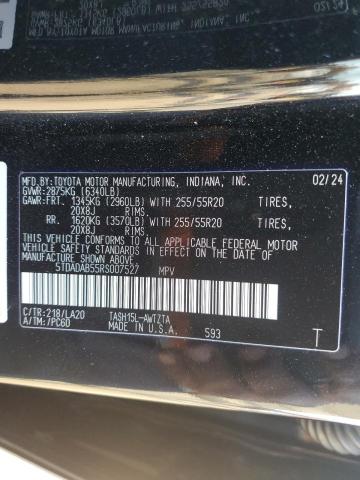 MFD.BY:TOYOTA MOTOR MANUFACTURING, INDIANA, INC. 02/24
GVWR:2875KG (6340LB)
GAWR:FRT. 1345KG (2960LB) WITH 255/55R20 TIRES,
20X8J RIMS,
RR. 1620KG (3570LB) WITH 255/55R20 TIRES,
20X8J RIMS,
THIS VEHICLE CONFORMS TO ALL APPLICABLE FEDERAL MOTOR
VEHICLE SAFETY STANDARDS IN EFFECT ON THE DATE OF
MANUFACTURE SHOWN ABOVE.
5TDADAB55RS007527 MPV
C/TR:218/LA20 TASH15L-AWTZTA
A/TM:/PC6D MADE IN U.S.A. 593 T